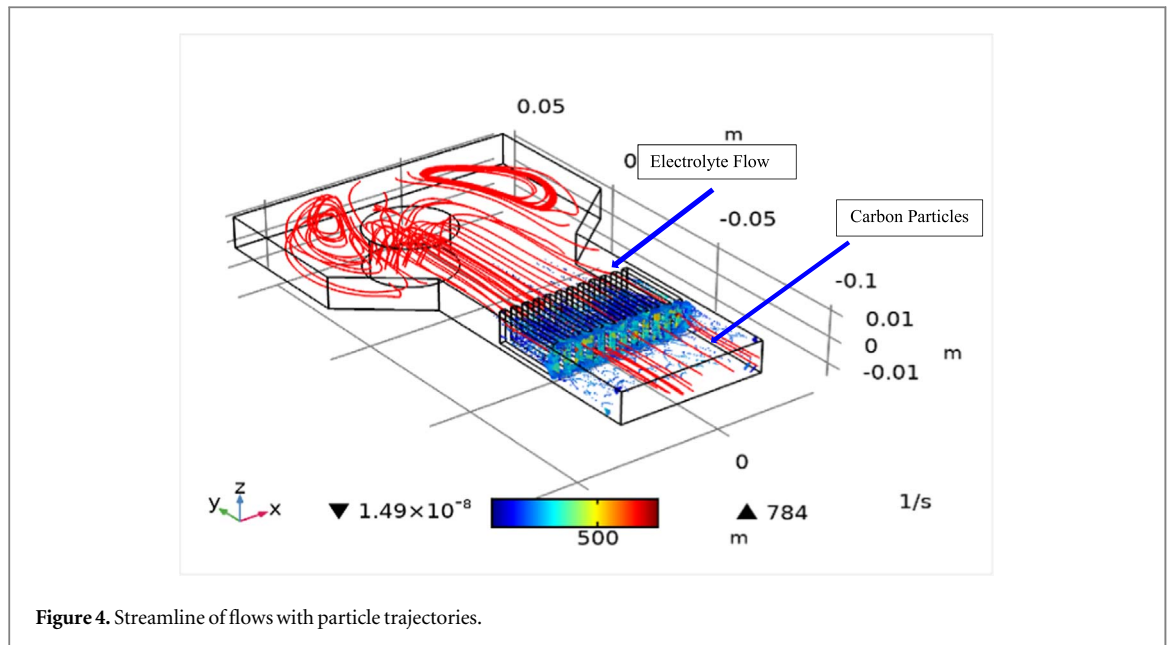 0.05
m
0
Electrolyte Flow
-0.05
Carbon Particles
-0.1
0.01
0
m
-0.01
0
y z x
▼ 1.49×10⁻⁸
500
▲ 784
m
1/s
Figure 4. Streamline of flows with particle trajectories.